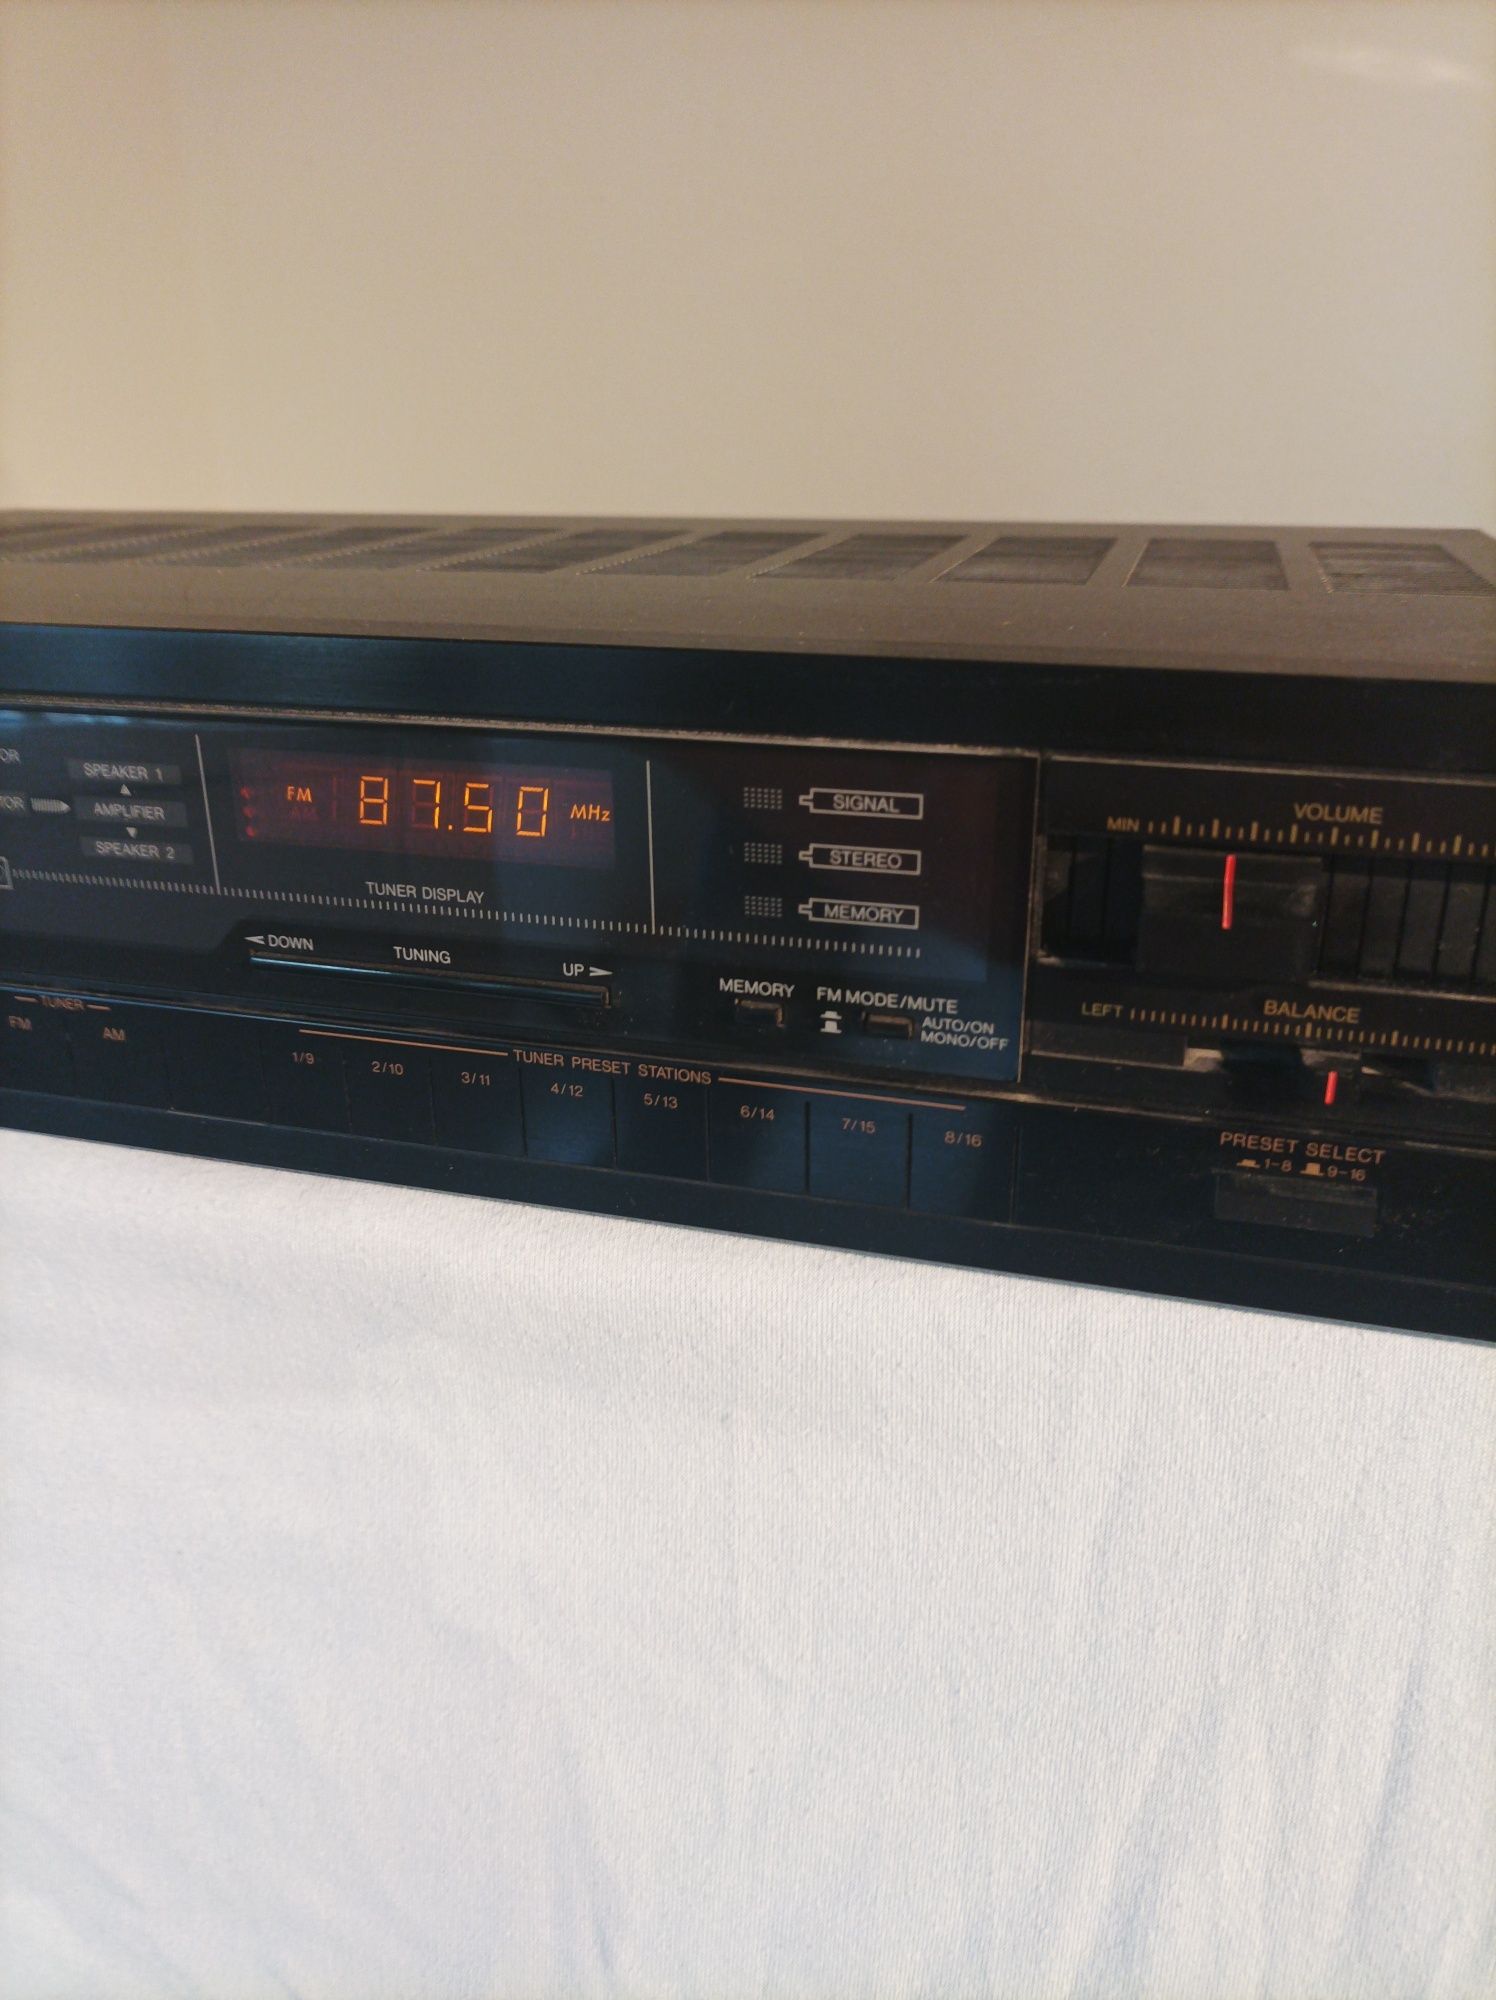 SPEAKER 1
AMPLIFIER
SPEAKER 2
FM 87.50 MHz
TUNER DISPLAY
SIGNAL
STEREO
MEMORY
VOLUME
MIN
DOWN TUNING UP
MEMORY
FM MODE/MUTE
AUTO/ON
MONO/OFF
LEFT BALANCE
TUNER
FM AM
TUNER PRESET STATIONS
1/9 2/10 3/11 4/12 5/13 6/14 7/15 8/16
PRESET SELECT
1-8 9-16